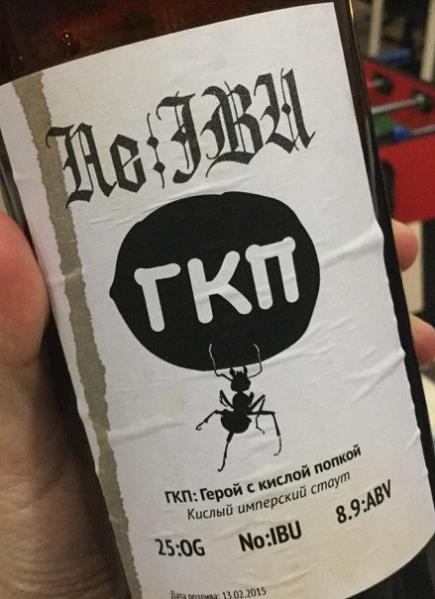 No:IBU
ГКП
ГКП: Герой с кислой попкой
Кислый имперский стаут
25:OG No:IBU 8.9:ABV
Дата розлива: 13.02.2015